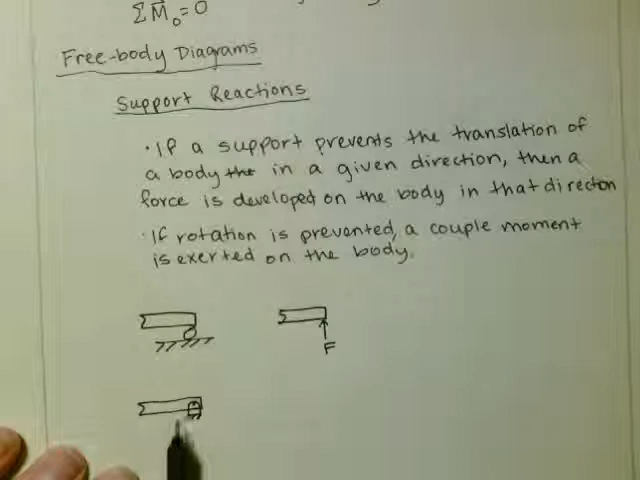 ΣM⃗₀=0
Free-body Diagrams
Support Reactions
· If a support prevents the translation of
a body the in a given direction, then a
force is developed on the body in that direction
· If rotation is prevented, a couple moment
is exerted on the body.
F